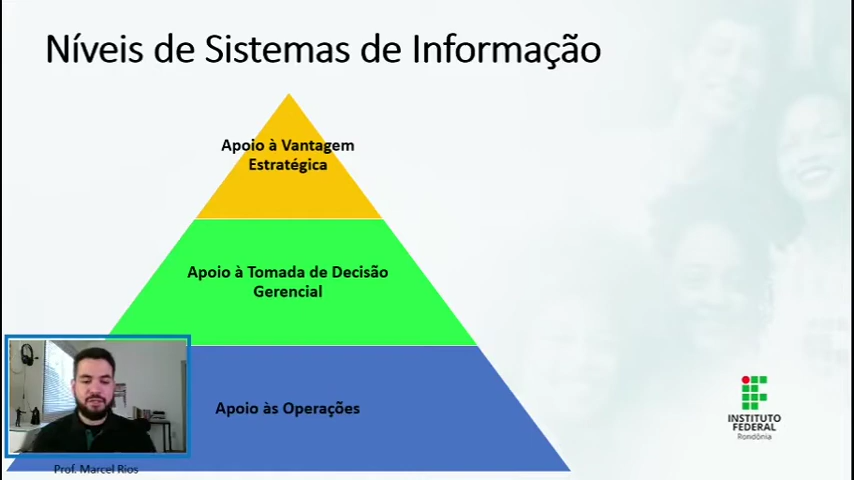 Níveis de Sistemas de Informação
Apoio à Vantagem
Estratégica
Apoio à Tomada de Decisão
Gerencial
Apoio às Operações
Prof. Marcel Rios
INSTITUTO
FEDERAL
Rondônia